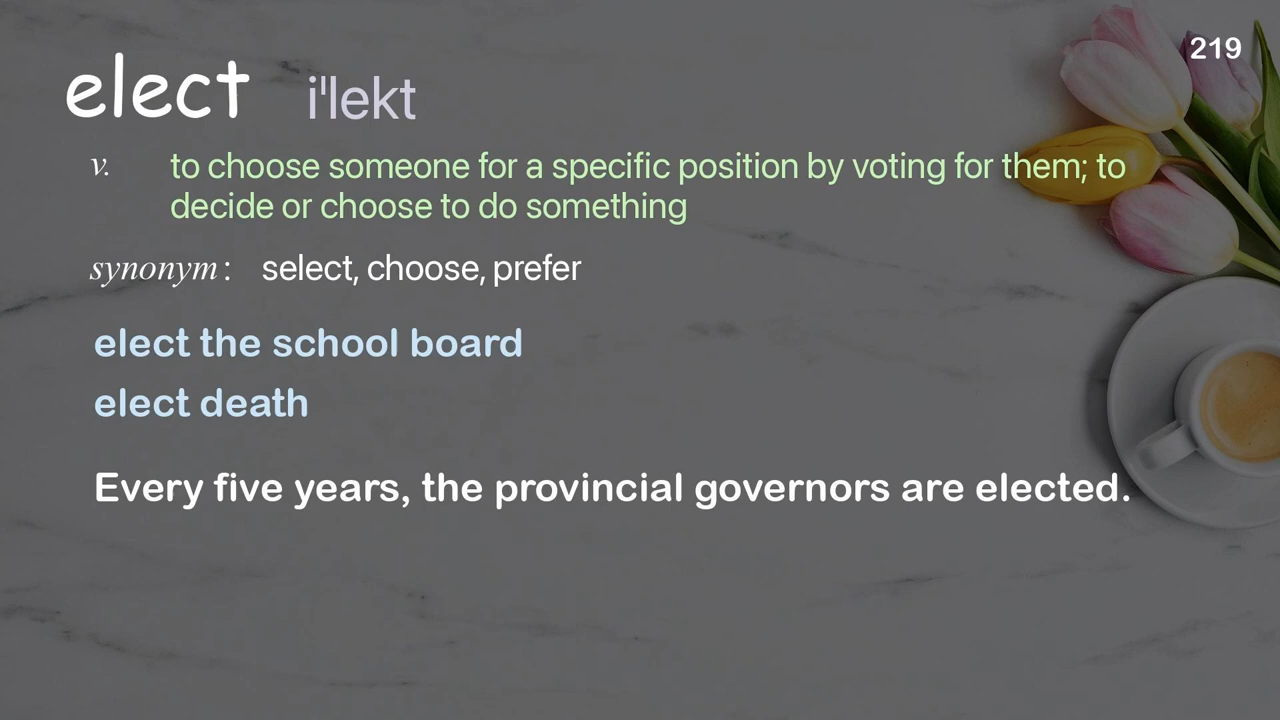 219
elect iˈlekt
v. to choose someone for a specific position by voting for them; to
decide or choose to do something
synonym: select, choose, prefer
elect the school board
elect death
Every five years, the provincial governors are elected.